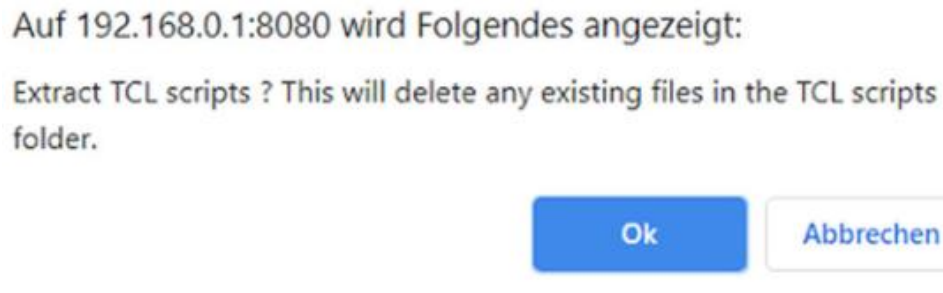 Auf 192.168.0.1:8080 wird Folgendes angezeigt:
Extract TCL scripts ? This will delete any existing files in the TCL scripts
folder.
Ok Abbrechen